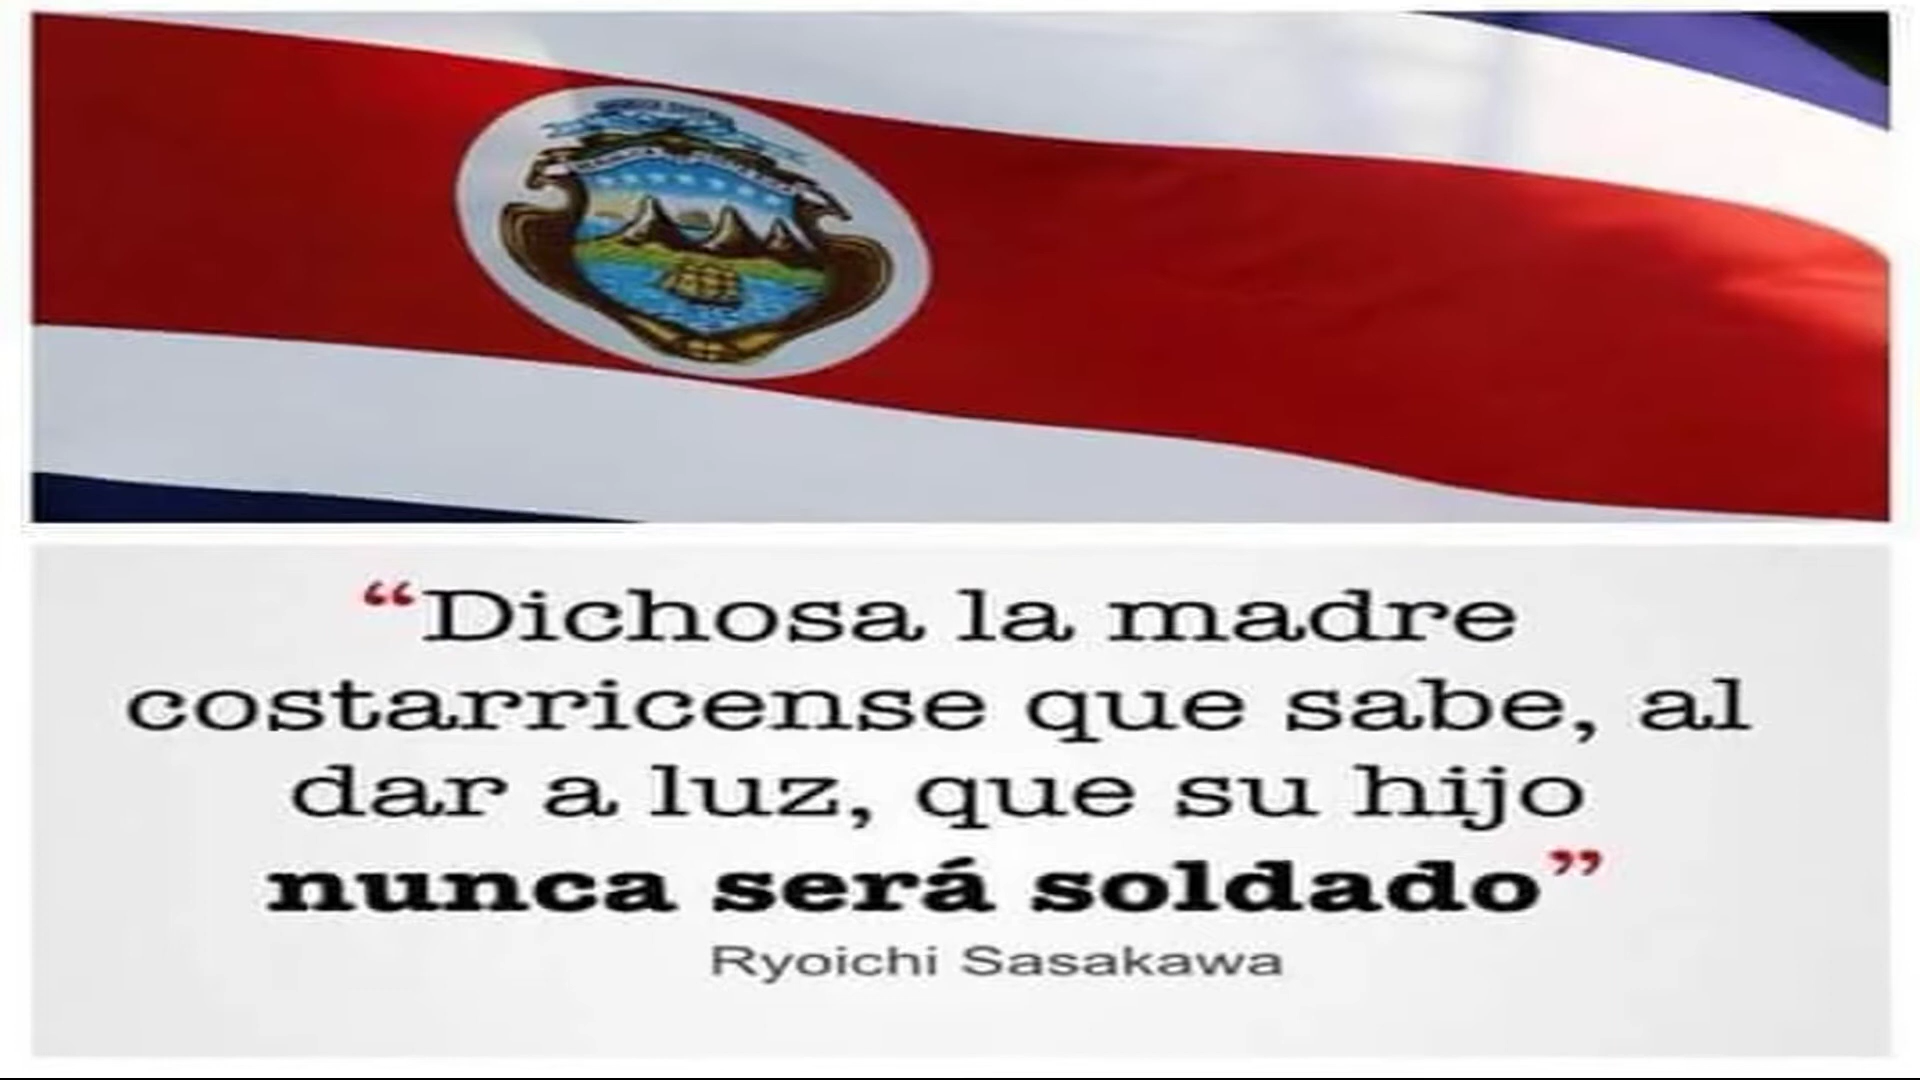 “Dichosa la madre
costarricense que sabe, al
dar a luz, que su hijo
nunca será soldado”
Ryoichi Sasakawa